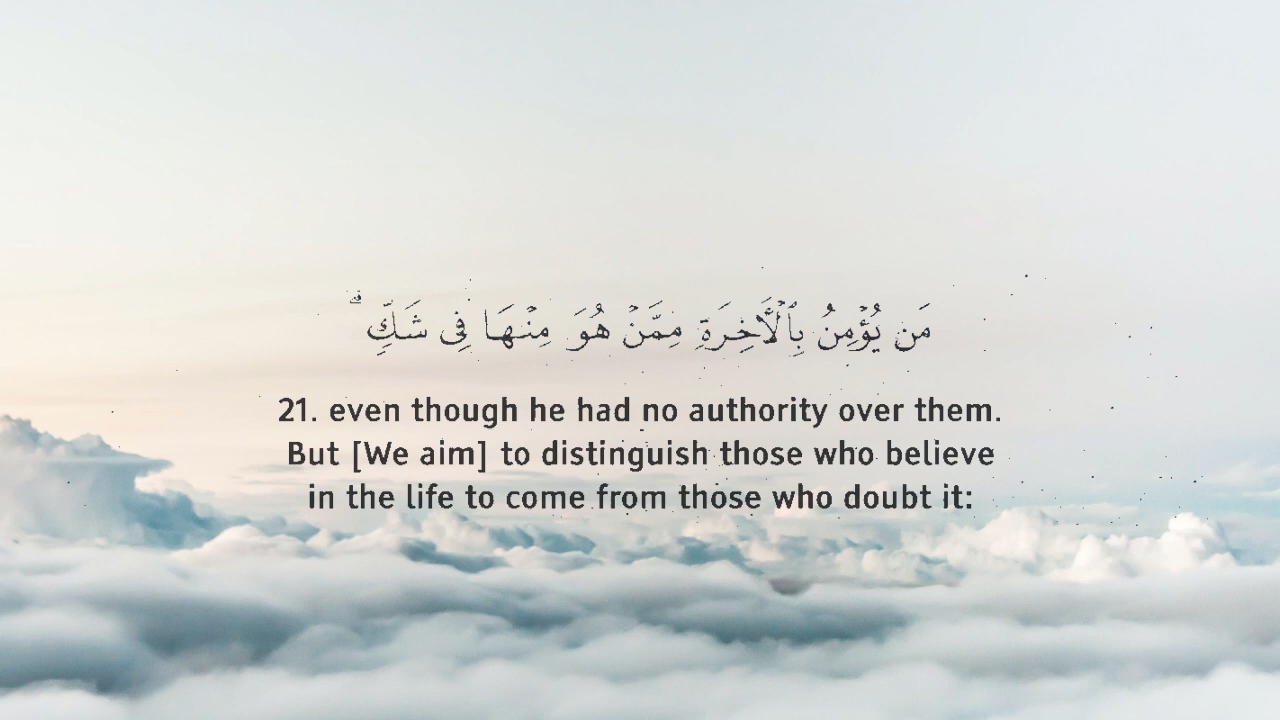 مَن يُؤۡمِنُ بِٱلۡأٓخِرَةِ مِمَّنۡ هُوَ مِنۡهَا فِي شَكّٖۗ
21. even though he had no authority over them.
But [We aim] to distinguish those who believe
in the life to come from those who doubt it: